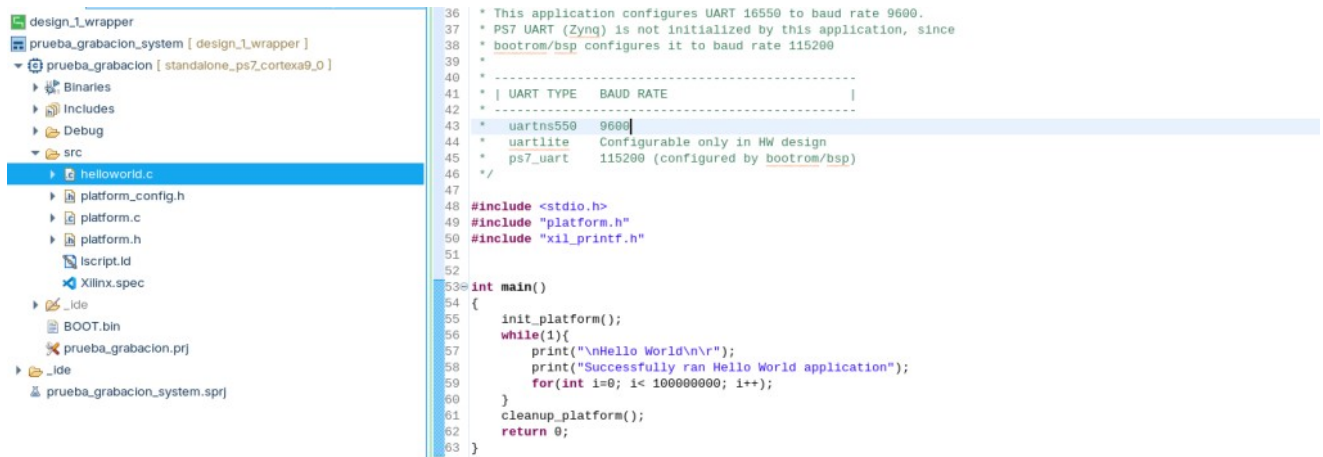 design_1_wrapper
prueba_grabacion_system [ design_1_wrapper ]
prueba_grabacion [ standalone_ps7_cortexa9_0 ]
Binaries
Includes
Debug
src
helloworld.c
platform_config.h
platform.c
platform.h
lscript.ld
Xilinx.spec
_ide
BOOT.bin
prueba_grabacion.prj
_ide
prueba_grabacion_system.sprj
36 * This application configures UART 16550 to baud rate 9600.
37 * PS7 UART (Zynq) is not initialized by this application, since
38 * bootrom/bsp configures it to baud rate 115200
39 *
40 * ------------------------------------------------
41 * | UART TYPE   BAUD RATE                        |
42 * ------------------------------------------------
43 *   uartns550   9600
44 *   uartlite    Configurable only in HW design
45 *   ps7_uart    115200 (configured by bootrom/bsp)
46 */
47
48 #include <stdio.h>
49 #include "platform.h"
50 #include "xil_printf.h"
51
52
53 int main()
54 {
55     init_platform();
56     while(1){
57         print("\nHello World\n\r");
58         print("Successfully ran Hello World application");
59         for(int i=0; i< 100000000; i++);
60     }
61     cleanup_platform();
62     return 0;
63 }